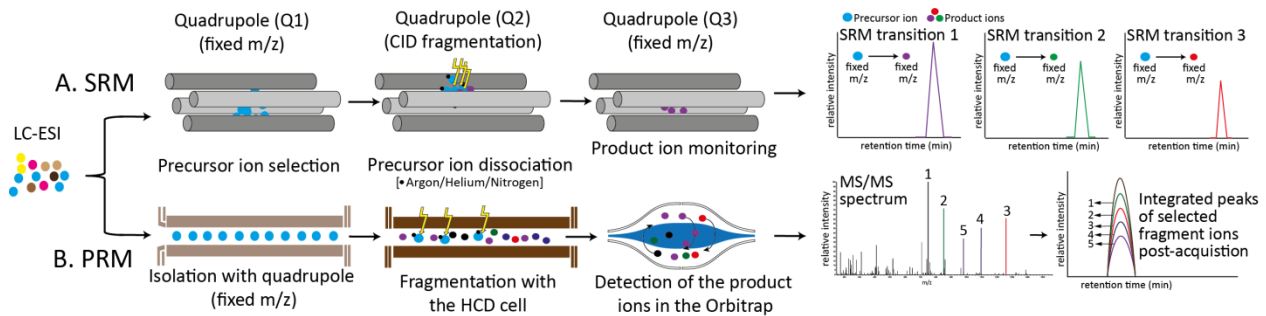 Quadrupole (Q1)
(fixed m/z)
Quadrupole (Q2)
(CID fragmentation)
Quadrupole (Q3)
(fixed m/z)
Precursor ion
Product ions
SRM transition 1
fixed
m/z
fixed
m/z
relative intensity
retention time (min)
SRM transition 2
fixed
m/z
fixed
m/z
relative intensity
retention time (min)
SRM transition 3
fixed
m/z
fixed
m/z
relative intensity
retention time (min)
A. SRM
LC-ESI
Precursor ion selection
Precursor ion dissociation
[•Argon/Helium/Nitrogen]
Product ion monitoring
B. PRM
Isolation with quadrupole
(fixed m/z)
Fragmentation with
the HCD cell
Detection of the product
ions in the Orbitrap
MS/MS
spectrum
relative intensity
1
2
5
4
3
m/z
relative intensity
1
2
3
4
5
retention time (min)
Integrated peaks
of selected
fragment ions
post-acquistion